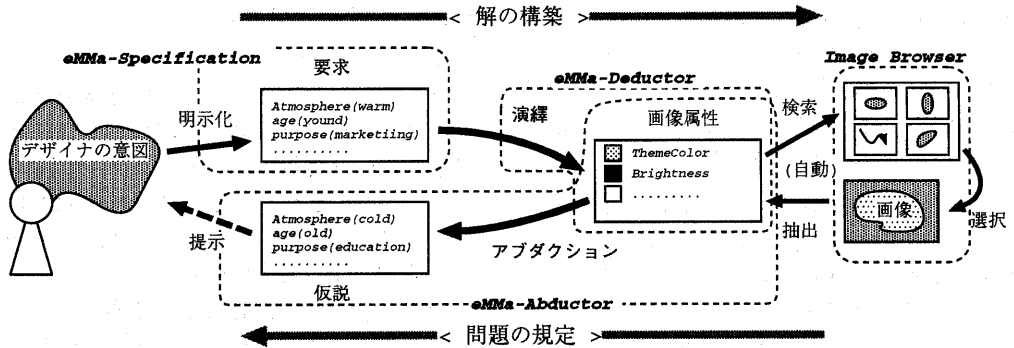 < 解の構築 >
eMMa-Specification
要求
Atmosphere(warm)
age(yound)
purpose(marketiing)
..........
明示化
デザイナの意図
eMMa-Deductor
演繹
画像属性
ThemeColor
Brightness
.........
Image Browser
検索
(自動)
抽出
画像
選択
Atmosphere(cold)
age(old)
purpose(education)
..........
提示
仮説
アブダクション
eMMa-Abductor
< 問題の規定 >